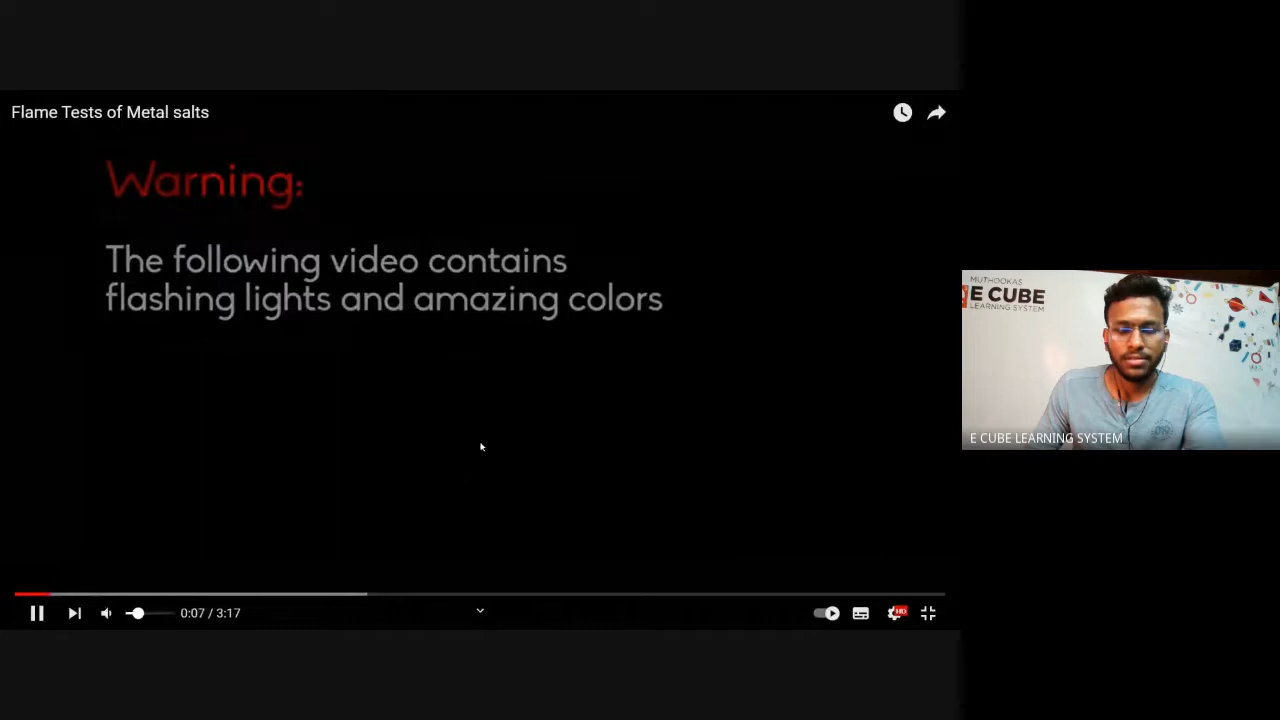 Flame Tests of Metal salts
Warning:
The following video contains
flashing lights and amazing colors
0:07 / 3:17
HD
MUTHOOKAS
E CUBE
LEARNING SYSTEM
E CUBE LEARNING SYSTEM